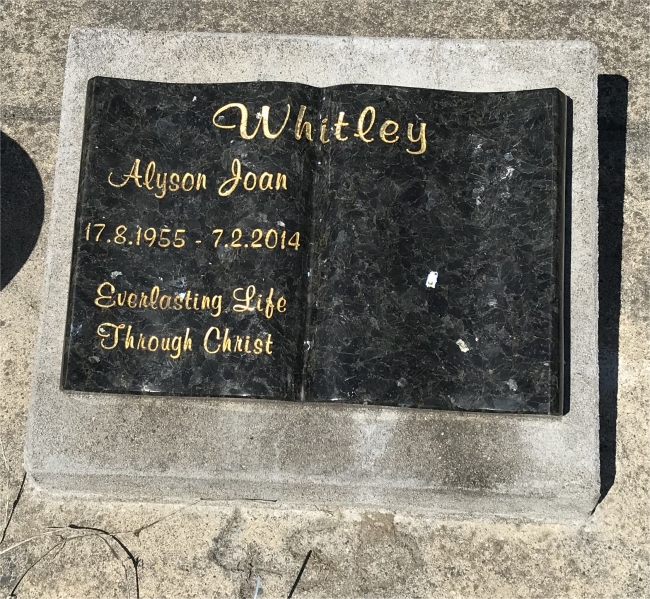 Whitley
Alyson Joan
17.8.1955 - 7.2.2014
Everlasting Life
Through Christ